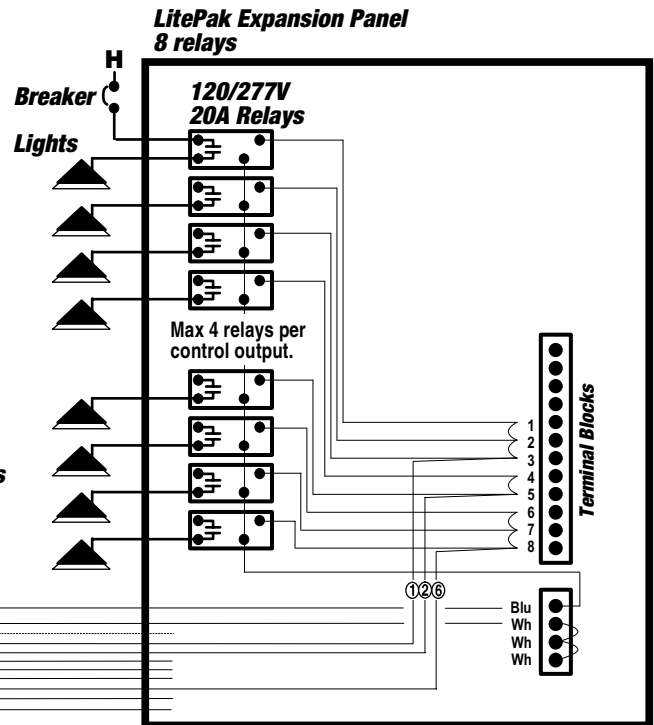 LitePak Expansion Panel
8 relays
H
Breaker
120/277V
20A Relays
Lights
Max 4 relays per
control output.
Terminal Blocks
1
2
3
4
5
6
7
8
s
①②⑥
Blu
Wh
Wh
Wh